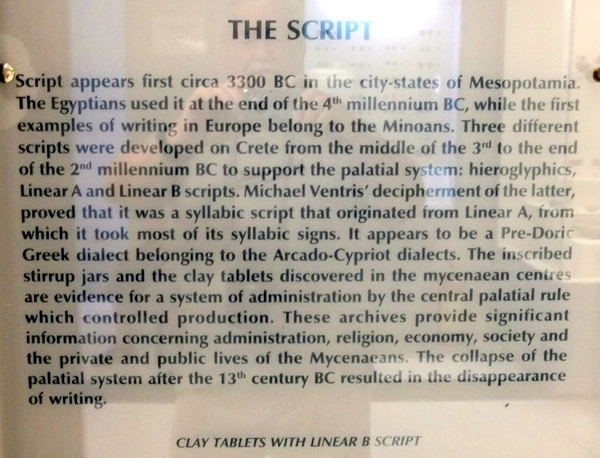 THE SCRIPT
Script appears first circa 3300 BC in the city-states of Mesopotamia.
The Egyptians used it at the end of the 4th millennium BC, while the first
examples of writing in Europe belong to the Minoans. Three different
scripts were developed on Crete from the middle of the 3rd to the end
of the 2nd millennium BC to support the palatial system: hieroglyphics,
Linear A and Linear B scripts. Michael Ventris' decipherment of the latter,
proved that it was a syllabic script that originated from Linear A, from
which it took most of its syllabic signs. It appears to be a Pre-Doric
Greek dialect belonging to the Arcado-Cypriot dialects. The inscribed
stirrup jars and the clay tablets discovered in the mycenaean centres
are evidence for a system of administration by the central palatial rule
which controlled production. These archives provide significant
information concerning administration, religion, economy, society and
the private and public lives of the Mycenaeans. The collapse of the
palatial system after the 13th century BC resulted in the disappearance
of writing.
CLAY TABLETS WITH LINEAR B SCRIPT